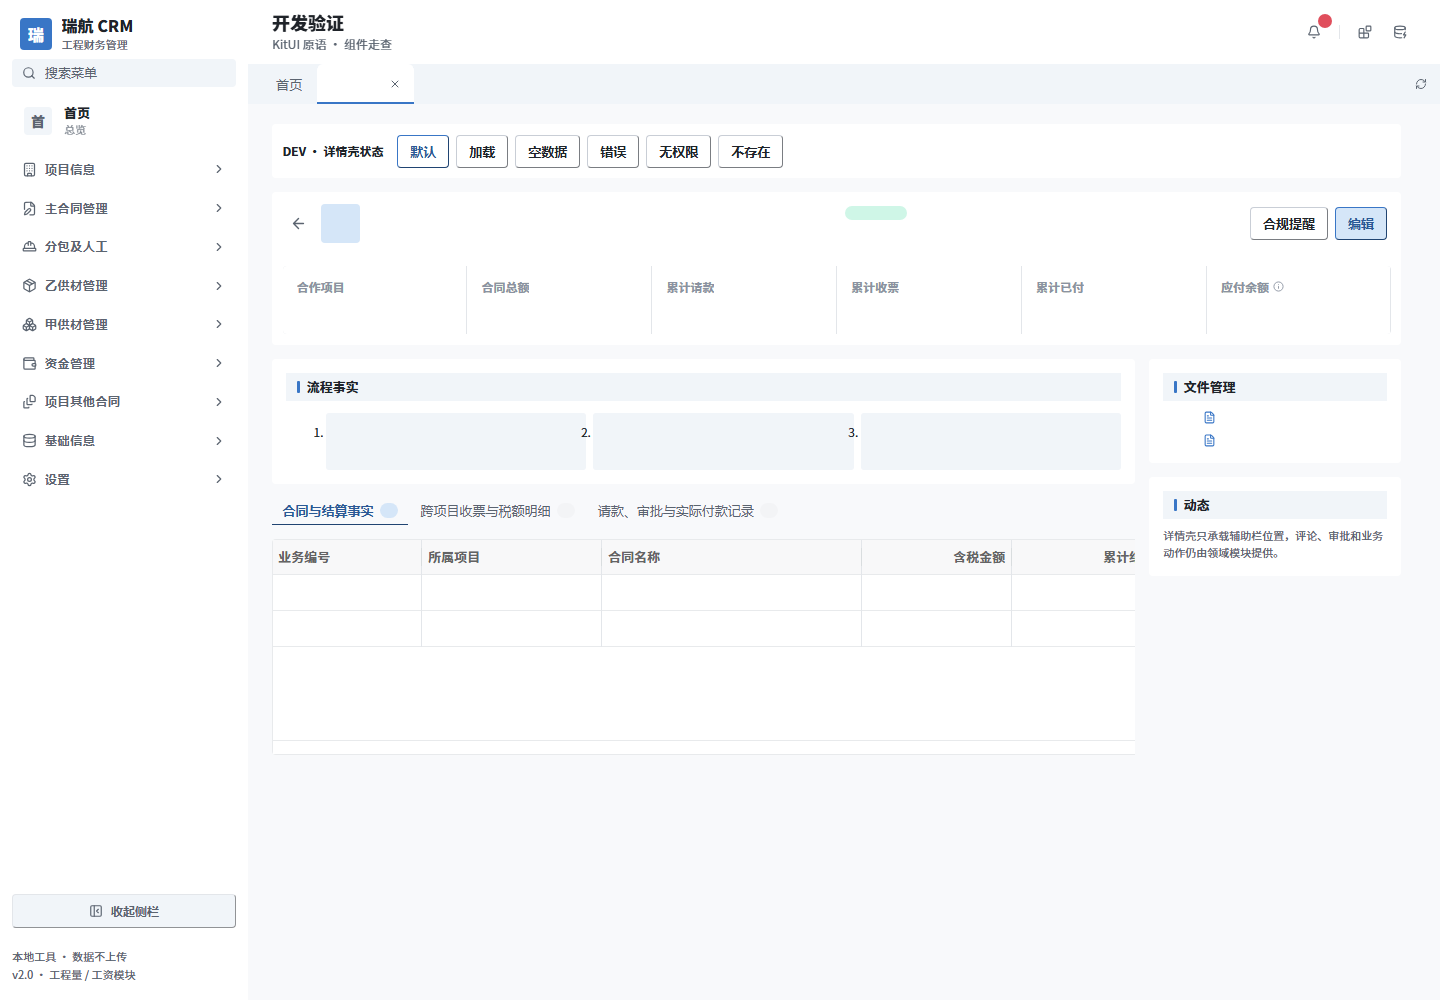 瑞
瑞航 CRM
工程财务管理
搜索菜单
首
首页
总览
项目信息
主合同管理
分包及人工
乙供材管理
甲供材管理
资金管理
项目其他合同
基础信息
设置
收起侧栏
本地工具 · 数据不上传
v2.0 · 工程量 / 工资模块
开发验证
KitUI 原语 · 组件走查
首页
DEV · 详情壳状态
默认
加载
空数据
错误
无权限
不存在
合规提醒
编辑
合作项目
合同总额
累计请款
累计收票
累计已付
应付余额
流程事实
1.
2.
3.
合同与结算事实
跨项目收票与税额明细
请款、审批与实际付款记录
业务编号
所属项目
合同名称
含税金额
累计
文件管理
动态
详情壳只承载辅助栏位置，评论、审批和业务
动作仍由领域模块提供。